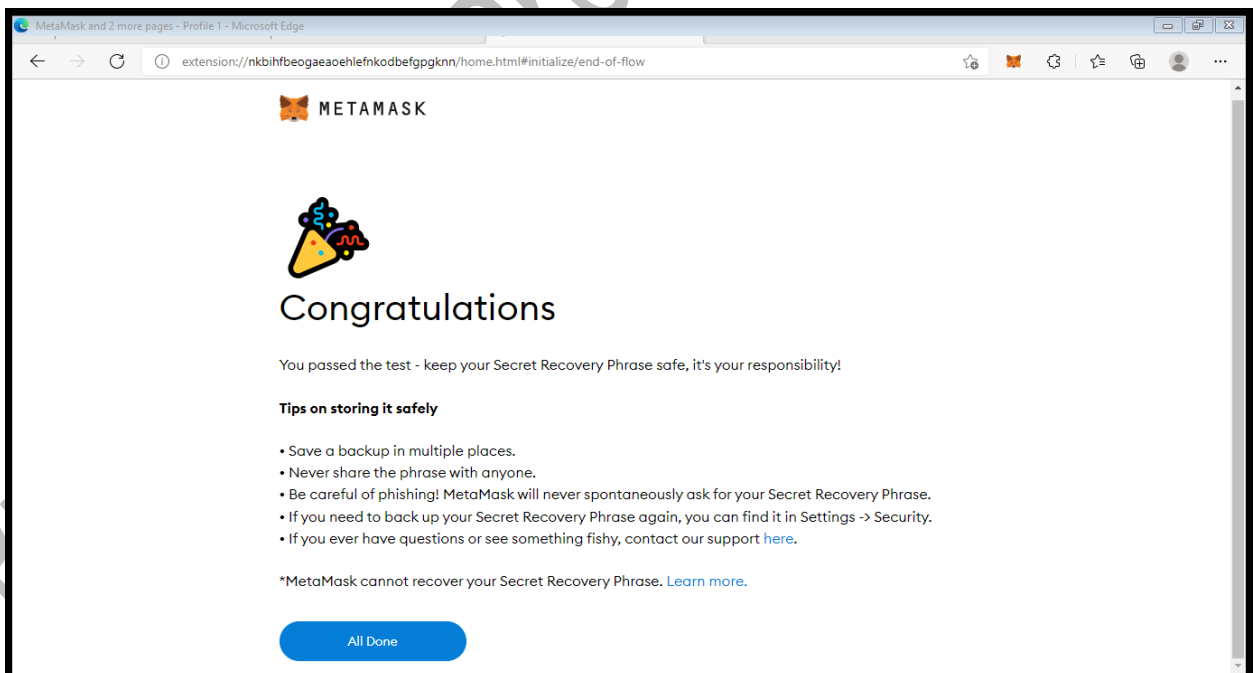 MetaMask and 2 more pages - Profile 1 - Microsoft Edge
extension://nkbihfbeogaeaoehlefnkodbefgpgknn/home.html#initialize/end-of-flow
METAMASK
Congratulations
You passed the test - keep your Secret Recovery Phrase safe, it's your responsibility!
Tips on storing it safely
• Save a backup in multiple places.
• Never share the phrase with anyone.
• Be careful of phishing! MetaMask will never spontaneously ask for your Secret Recovery Phrase.
• If you need to back up your Secret Recovery Phrase again, you can find it in Settings -> Security.
• If you ever have questions or see something fishy, contact our support here.
*MetaMask cannot recover your Secret Recovery Phrase. Learn more.
All Done